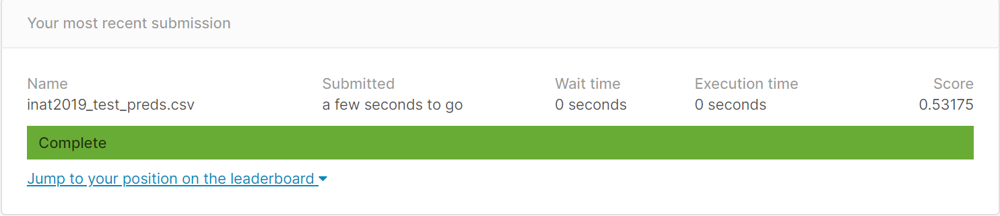 Your most recent submission
Name Submitted Wait time Execution time Score
inat2019_test_preds.csv a few seconds to go 0 seconds 0 seconds 0.53175
Complete
Jump to your position on the leaderboard